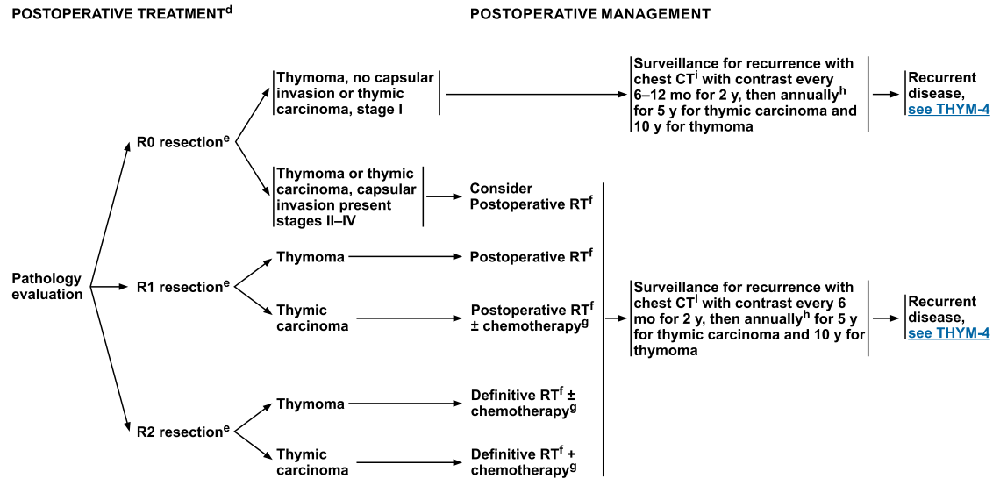 POSTOPERATIVE TREATMENTd
POSTOPERATIVE MANAGEMENT
Pathology
evaluation
R0 resectione
Thymoma, no capsular
invasion or thymic
carcinoma, stage I
Surveillance for recurrence with
chest CTi with contrast every
6–12 mo for 2 y, then annuallyh
for 5 y for thymic carcinoma and
10 y for thymoma
Recurrent
disease,
see THYM-4
Thymoma or thymic
carcinoma, capsular
invasion present
stages II–IV
Consider
Postoperative RTf
R1 resectione
Thymoma
Postoperative RTf
Thymic
carcinoma
Postoperative RTf
± chemotherapyg
R2 resectione
Thymoma
Definitive RTf ±
chemotherapyg
Thymic
carcinoma
Definitive RTf +
chemotherapyg
Surveillance for recurrence with
chest CTi with contrast every 6
mo for 2 y, then annuallyh for 5 y
for thymic carcinoma and 10 y for
thymoma
Recurrent
disease,
see THYM-4